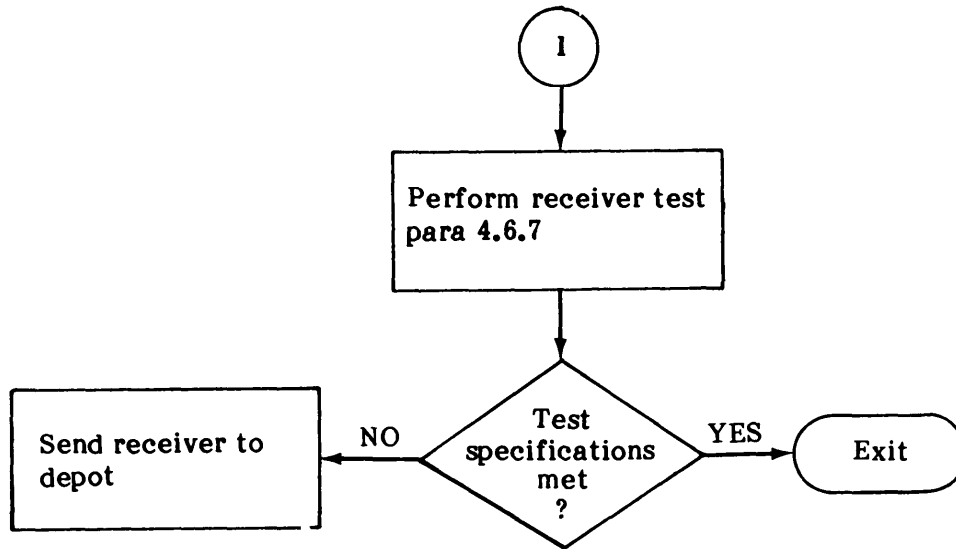 1
Perform receiver test
para 4.6.7
Test
specifications
met
?
NO
YES
Send receiver to
depot
Exit